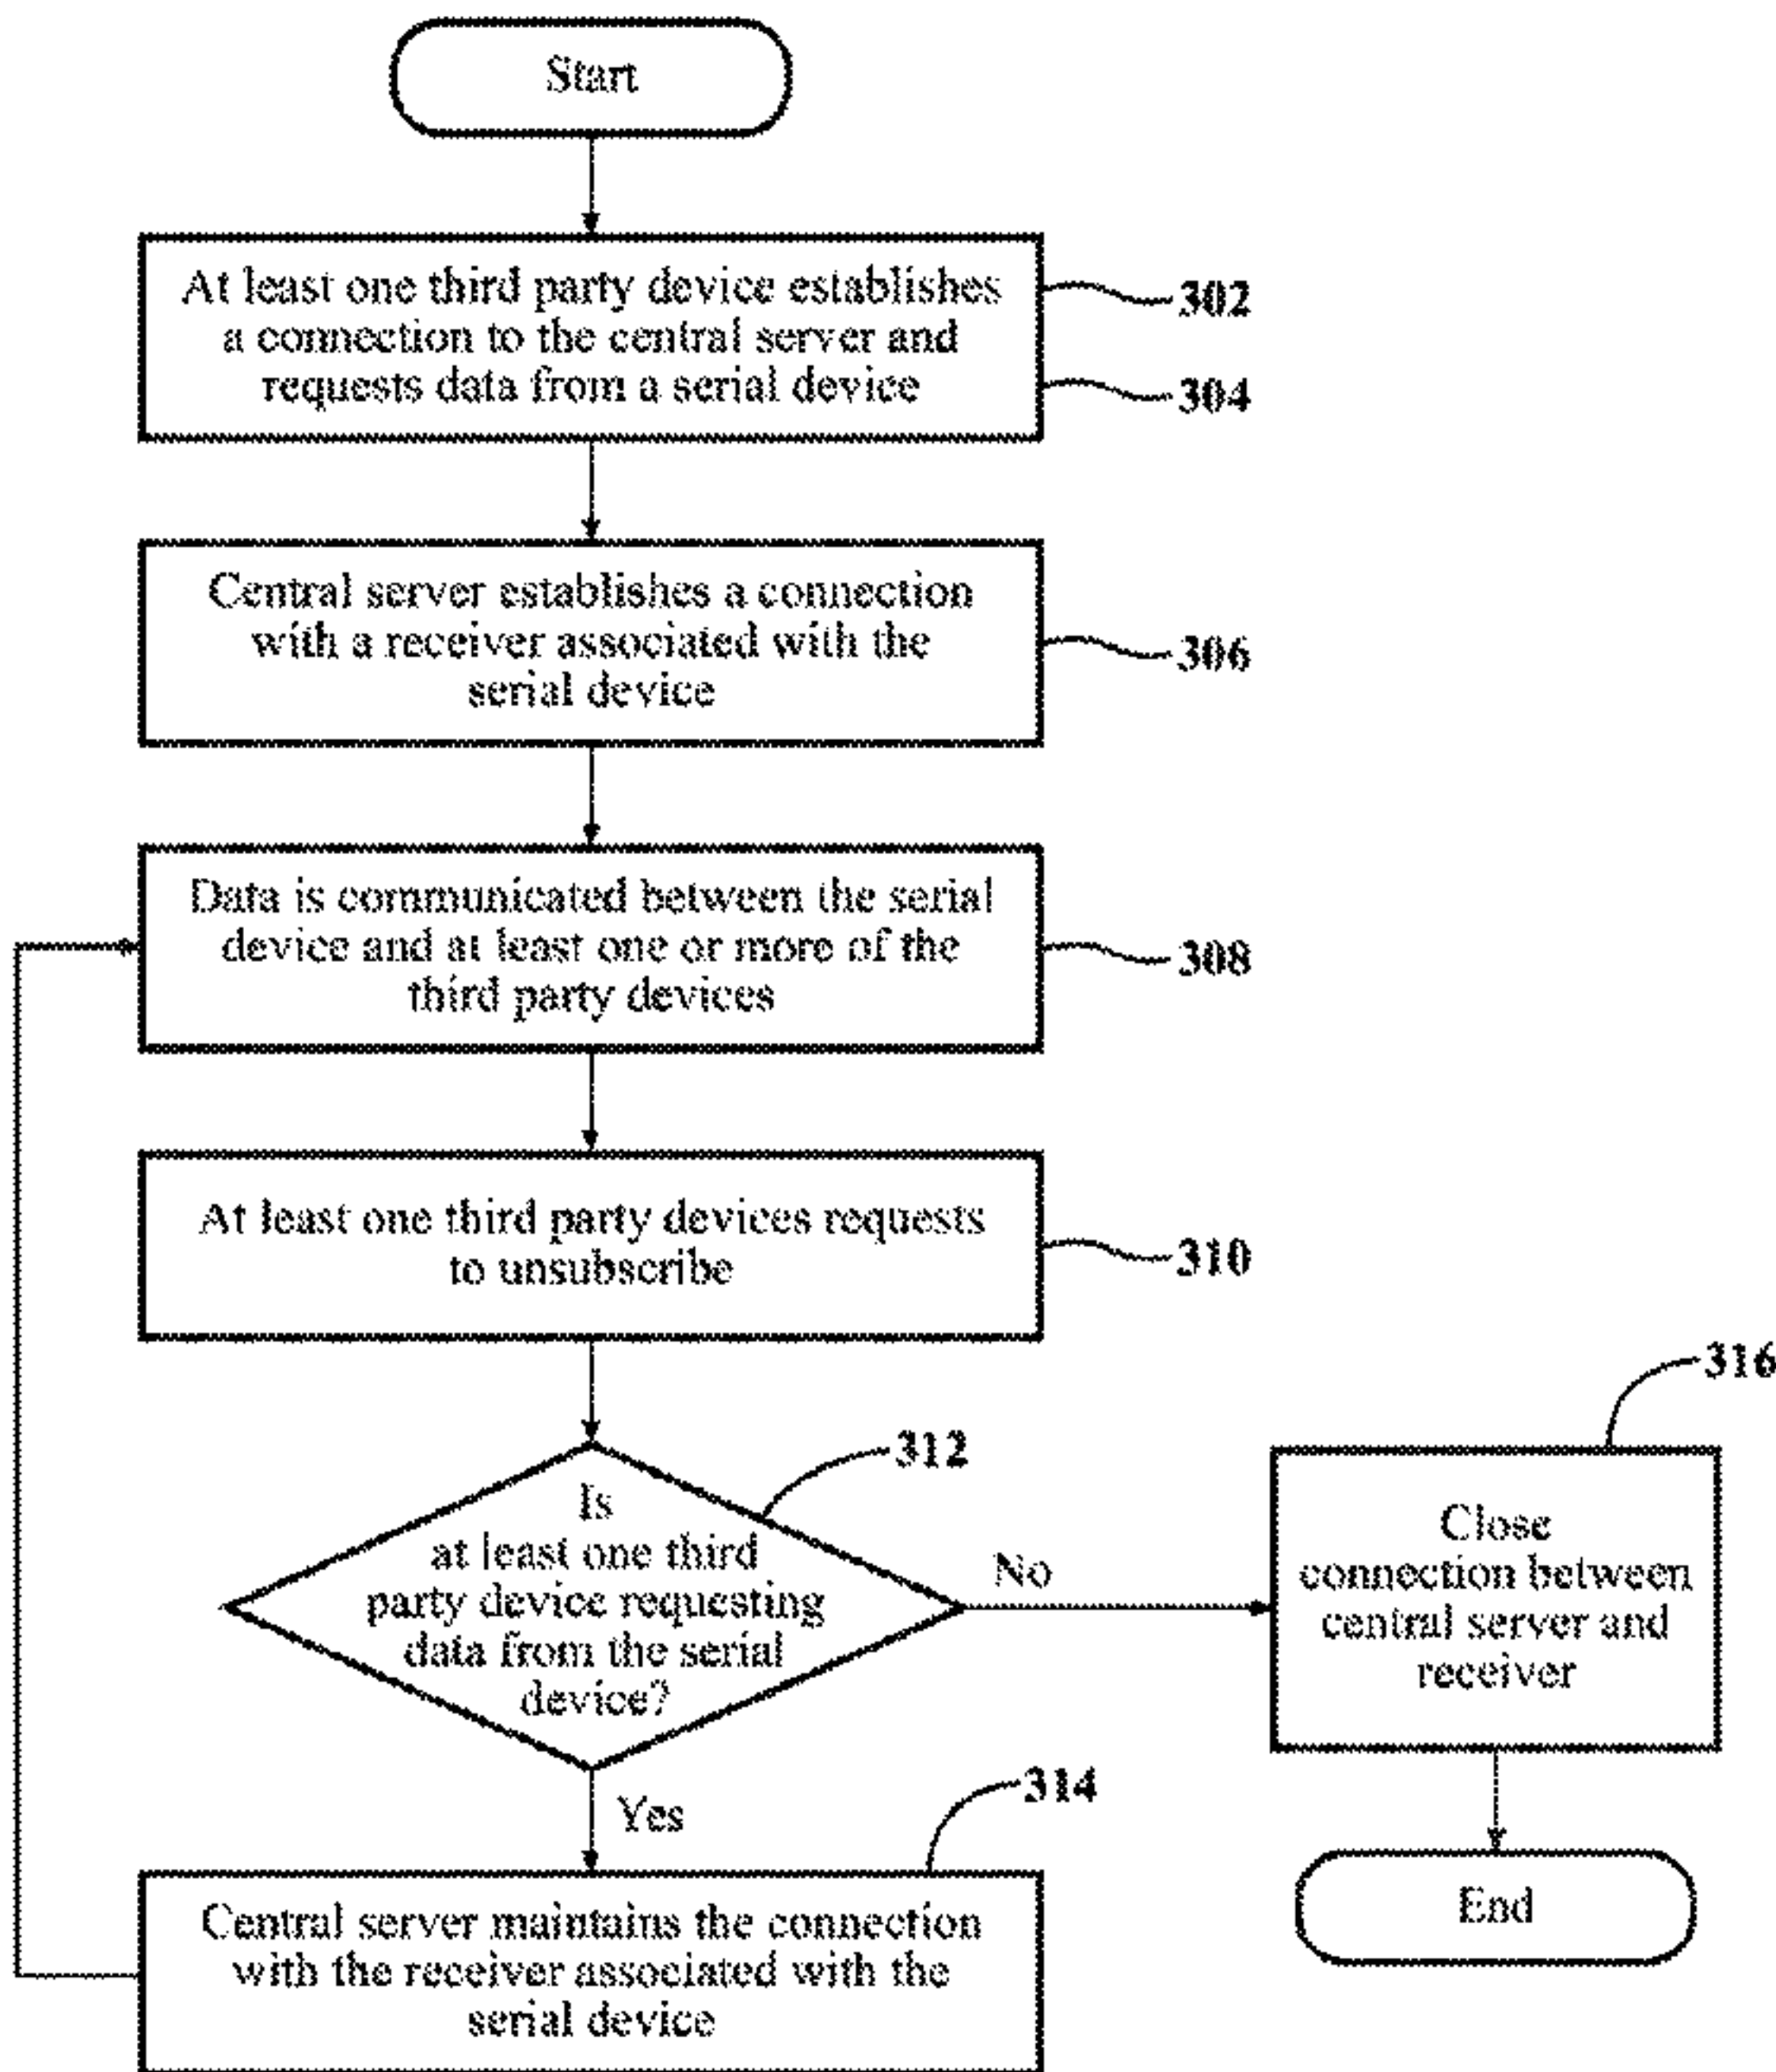 Start
At least one third party device establishes
a connection to the central server and
requests data from a serial device
302
304
Central server establishes a connection
with a receiver associated with the
serial device
306
Data is communicated between the serial
device and at least one or more of the
third party devices
308
At least one third party devices requests
to unsubscribe
310
312
Is
at least one third
party device requesting
data from the serial
device?
No
316
Close
connection between
central server and
receiver
Yes
314
Central server maintains the connection
with the receiver associated with the
serial device
End